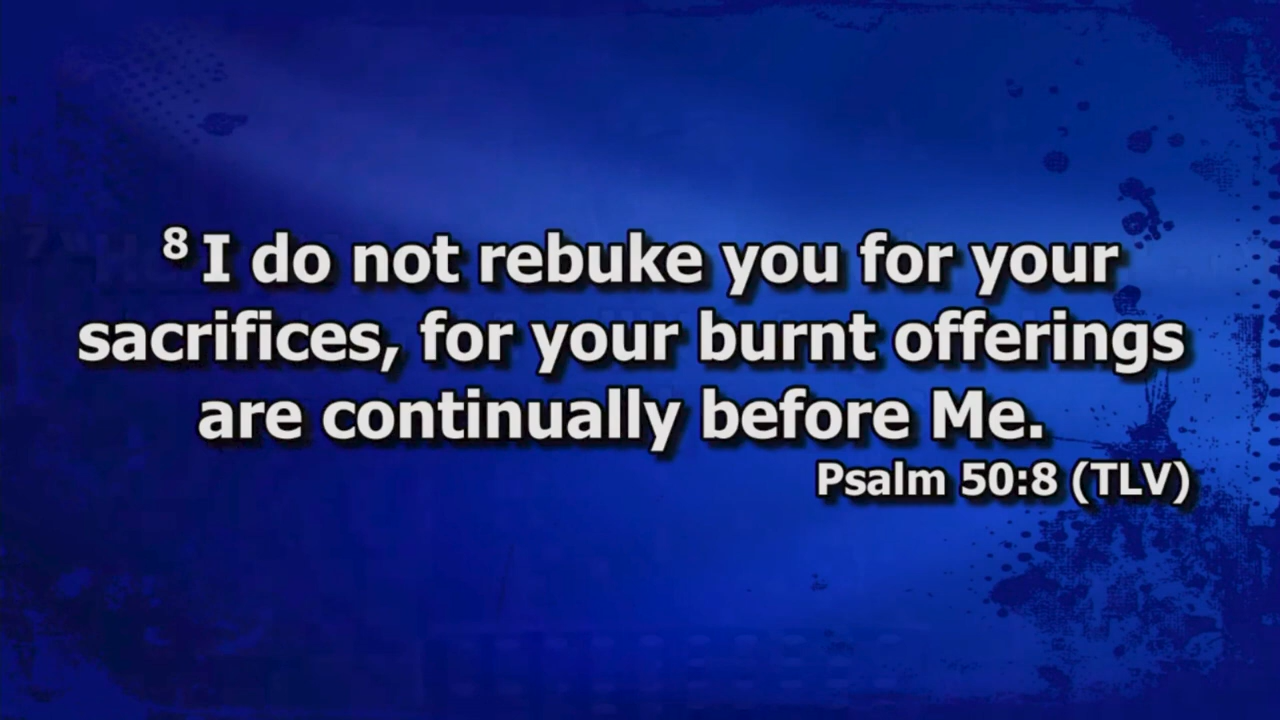 8 I do not rebuke you for your
sacrifices, for your burnt offerings
are continually before Me.
Psalm 50:8 (TLV)